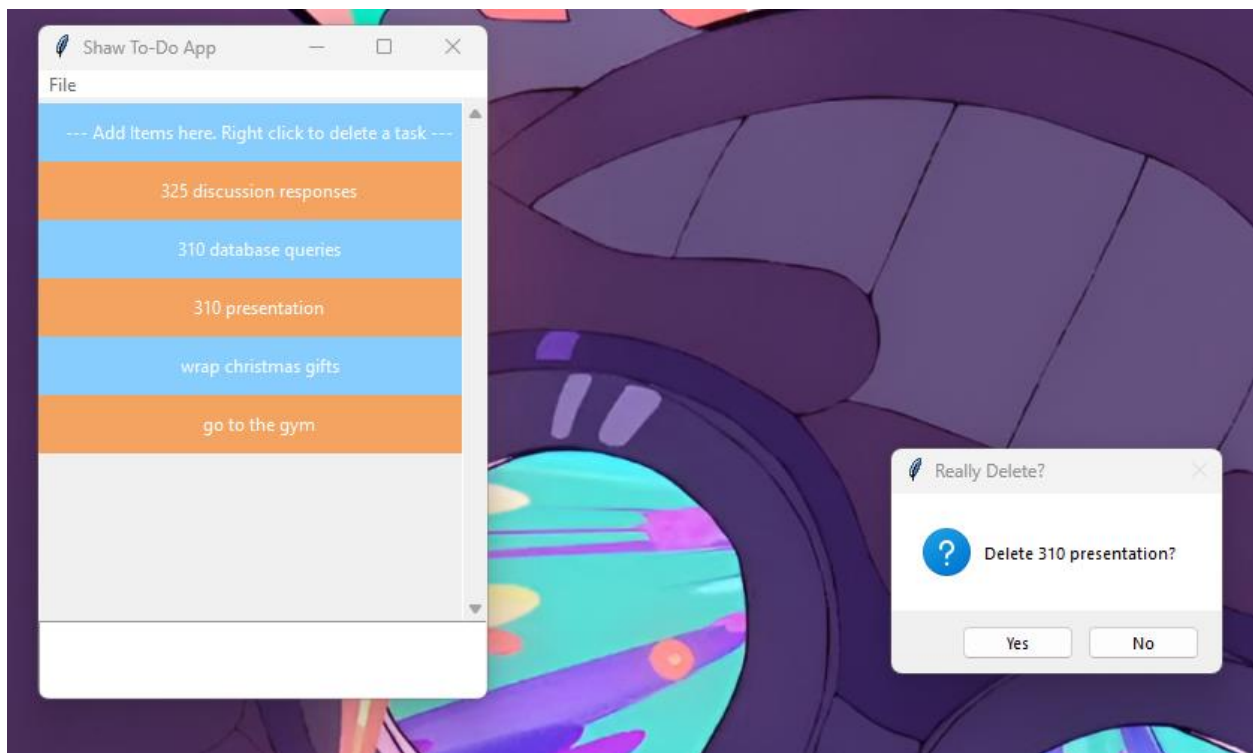 Shaw To-Do App
File
--- Add Items here. Right click to delete a task ---
325 discussion responses
310 database queries
310 presentation
wrap christmas gifts
go to the gym
Really Delete?
?
Delete 310 presentation?
Yes No